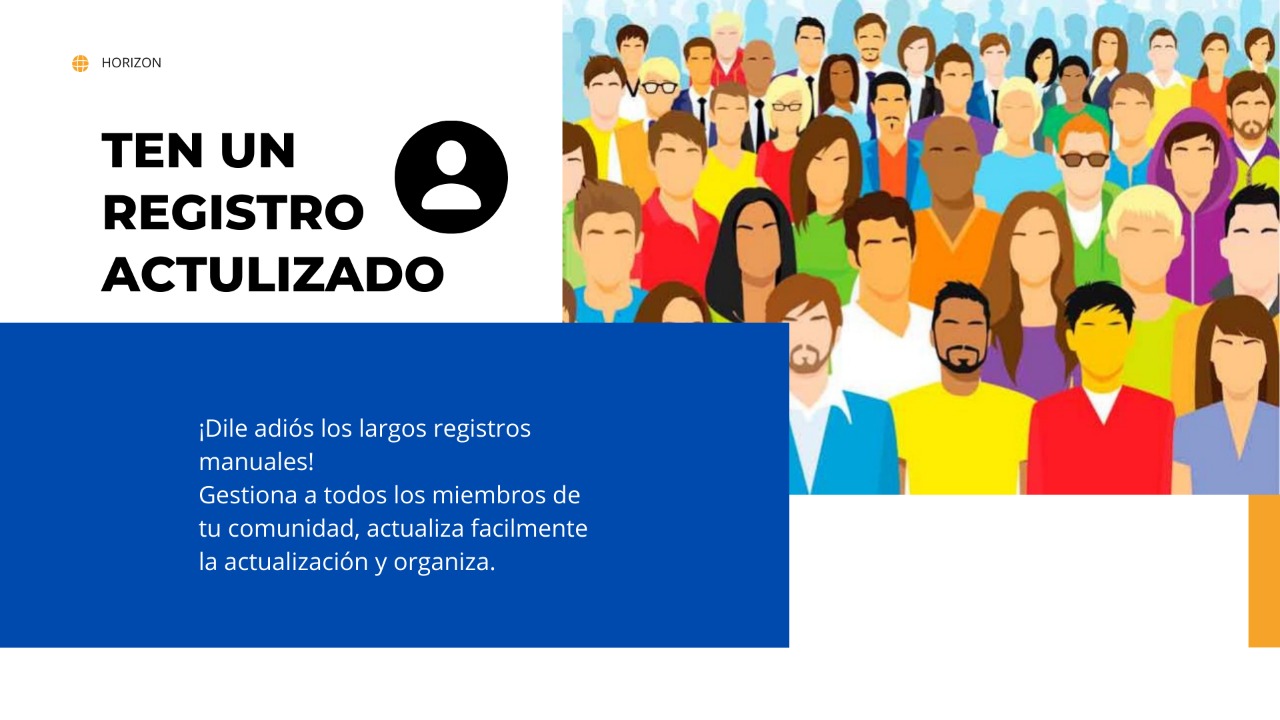 HORIZON
TEN UN
REGISTRO
ACTULIZADO
¡Dile adiós los largos registros
manuales!
Gestiona a todos los miembros de
tu comunidad, actualiza facilmente
la actualización y organiza.